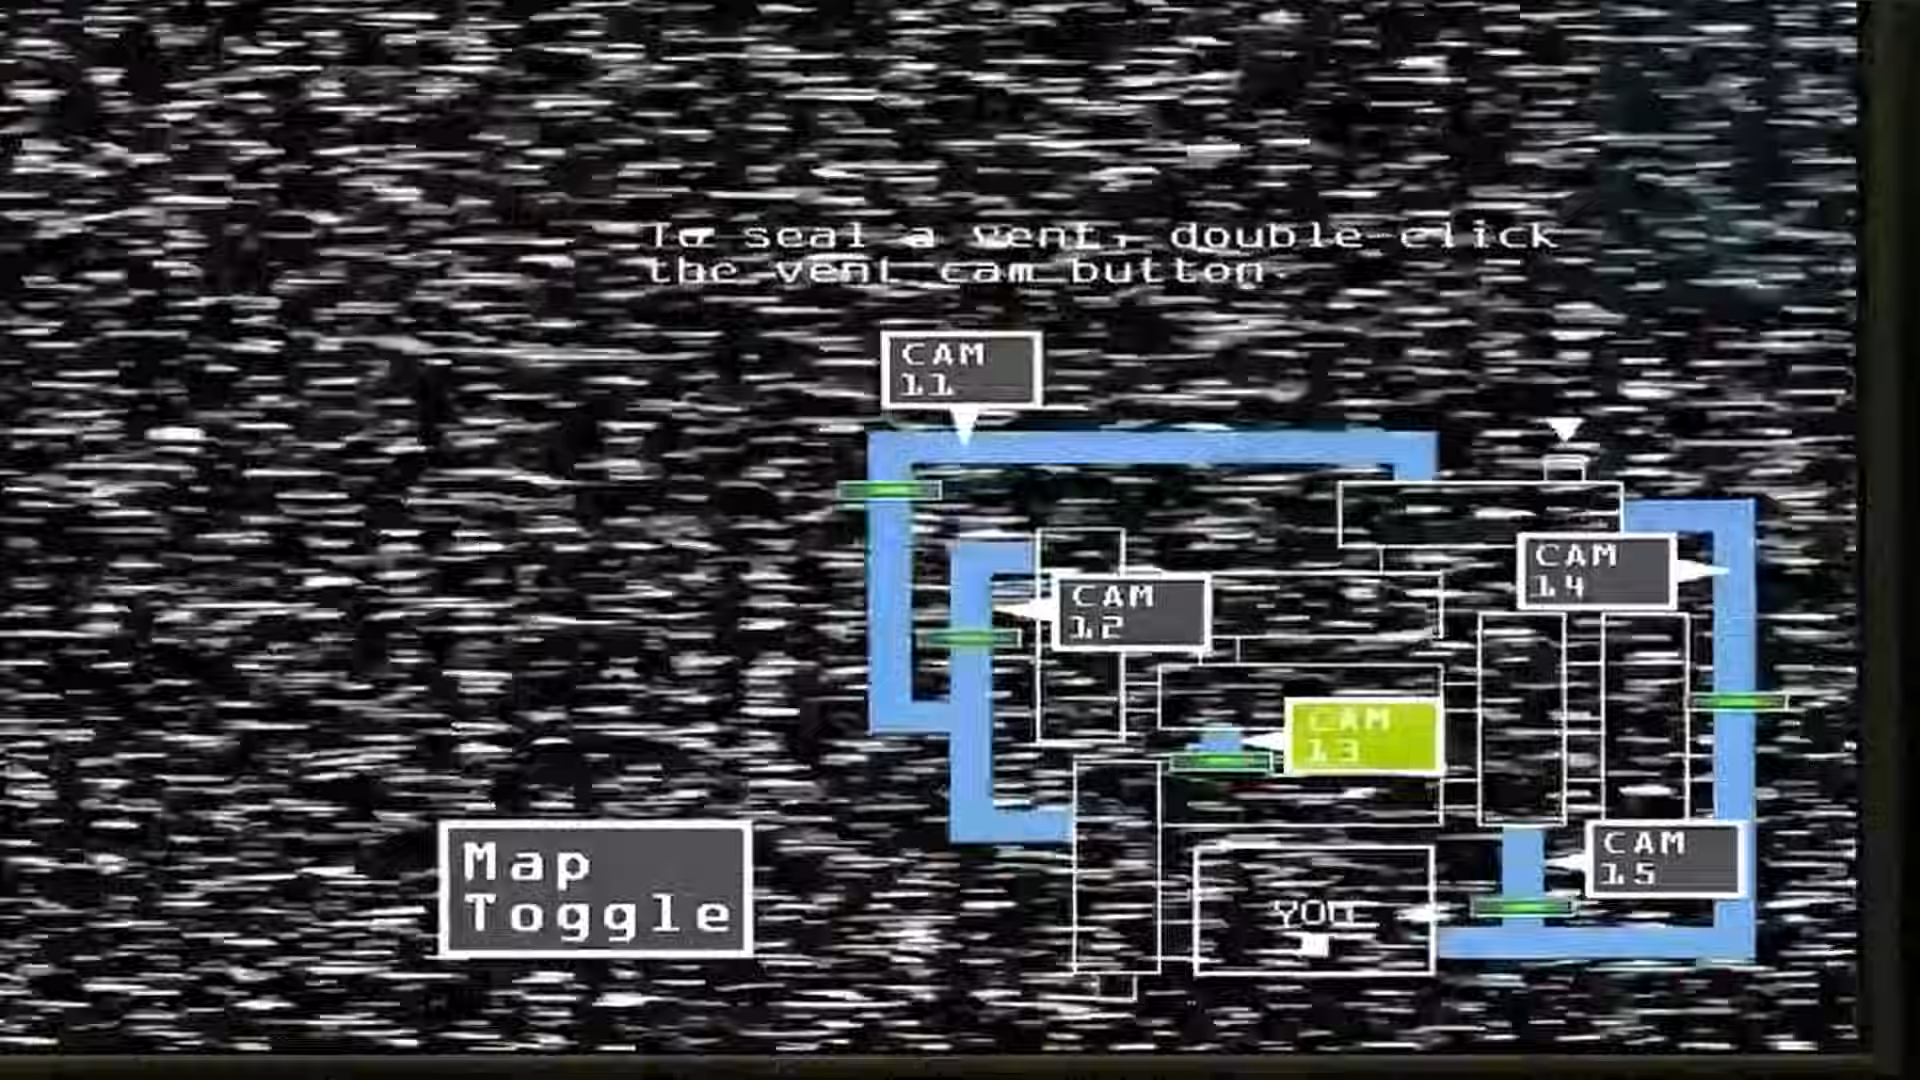 To seal a vent, double-click
the vent cam button.
CAM
11
CAM
14
CAM
12
CAM
13
CAM
15
Map
Toggle
YOU